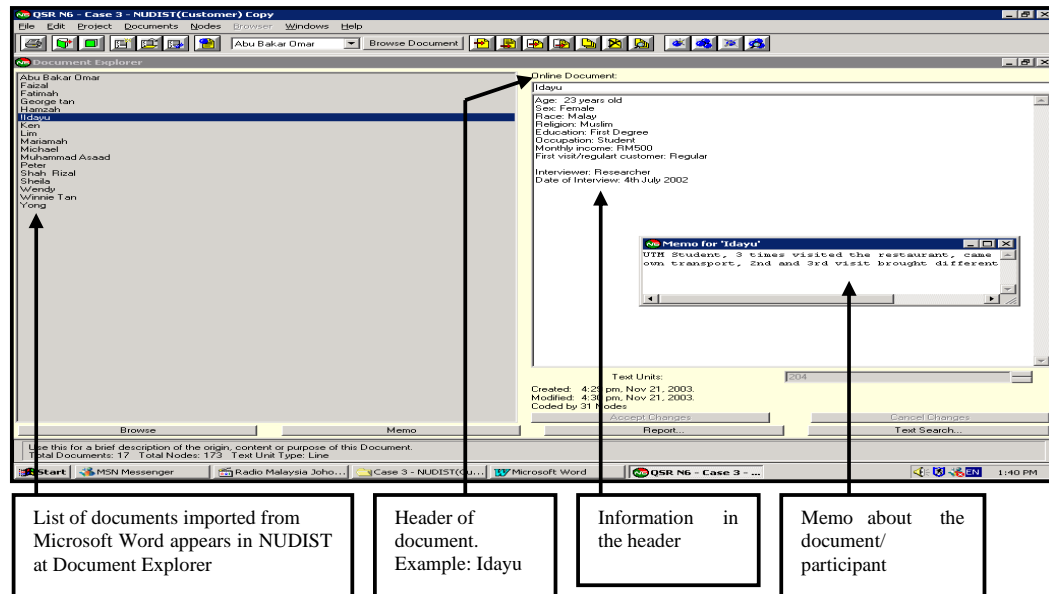 QSR N6 - Case 3 - NUDIST(Customer) Copy
File Edit Project Documents Nodes Browser Windows Help
Abu Bakar Omar Browse Document
Document Explorer
Abu Bakar Omar
Faizal
Fatimah
George tan
Hamzah
Idayu
Ken
Lim
Mariamah
Michael
Muhammad Asaad
Peter
Shah Rizal
Sheila
Wendy
Winnie Tan
Yong
Online Document:
Idayu
Age: 23 years old
Sex: Female
Race: Malay
Religion: Muslim
Education: First Degree
Occupation: Student
Monthly income: RM500
First visit/regulart customer: Regular
Interviewer: Researcher
Date of Interview: 4th July 2002
Memo for 'Idayu'
UTM Student, 3 times visited the restaurant, came
own transport, 2nd and 3rd visit brought different
Text Units: 204
Created: 4:29 pm, Nov 21, 2003.
Modified: 4:30 pm, Nov 21, 2003.
Coded by 31 Nodes
Accept Changes Cancel Changes
Browse Memo Report... Text Search...
Use this for a brief description of the origin, content or purpose of this Document.
Total Documents: 17 Total Nodes: 173 Text Unit Type: Line
Start MSN Messenger Radio Malaysia Joho... Case 3 - NUDIST(Cu... Microsoft Word QSR N6 - Case 3 - ... EN 1:40 PM
List of documents imported from
Microsoft Word appears in NUDIST
at Document Explorer
Header of
document.
Example: Idayu
Information in
the header
Memo about the
document/
participant